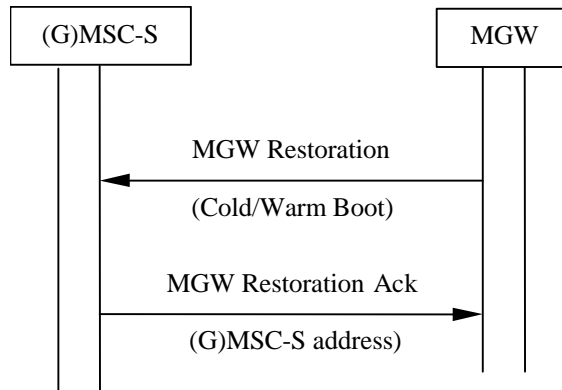 (G)MSC-S
MGW
MGW Restoration
(Cold/Warm Boot)
MGW Restoration Ack
(G)MSC-S address)